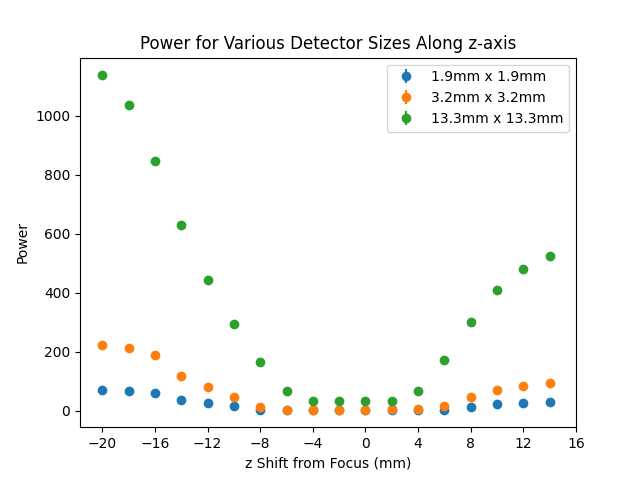 Power for Various Detector Sizes Along z-axis
1.9mm x 1.9mm
3.2mm x 3.2mm
13.3mm x 13.3mm
1000
800
600
400
200
0
Power
−20
−16
−12
−8
−4
0
4
8
12
16
z Shift from Focus (mm)